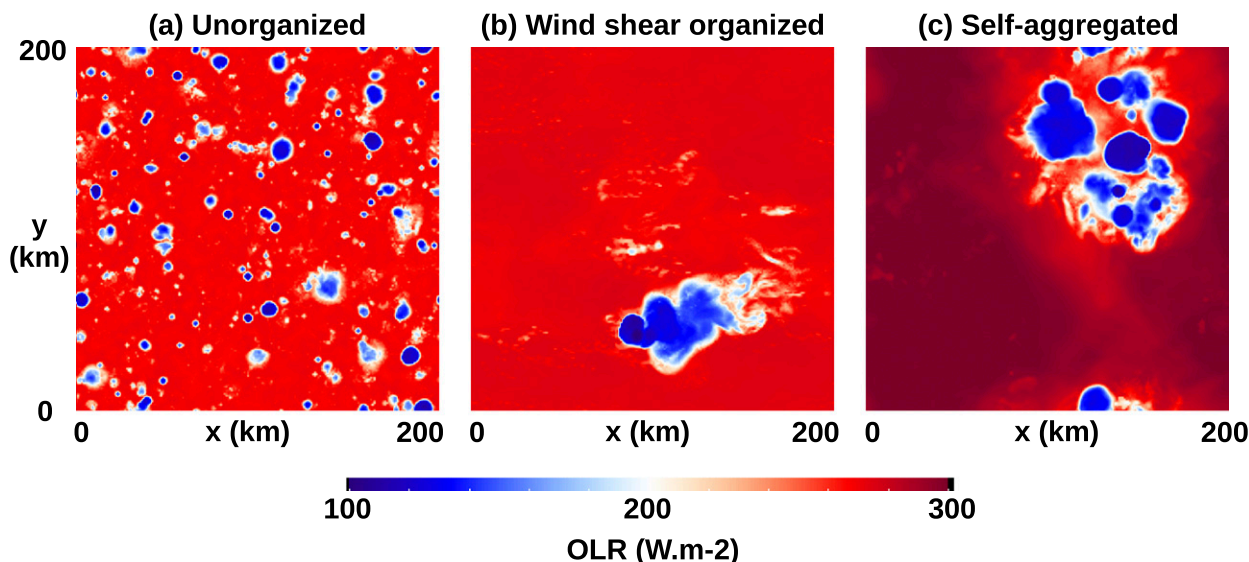 (a) Unorganized (b) Wind shear organized (c) Self-aggregated
200
y
(km)
0
0 x (km) 200 0 x (km) 200 0 x (km) 200
100 200 300
OLR (W.m-2)